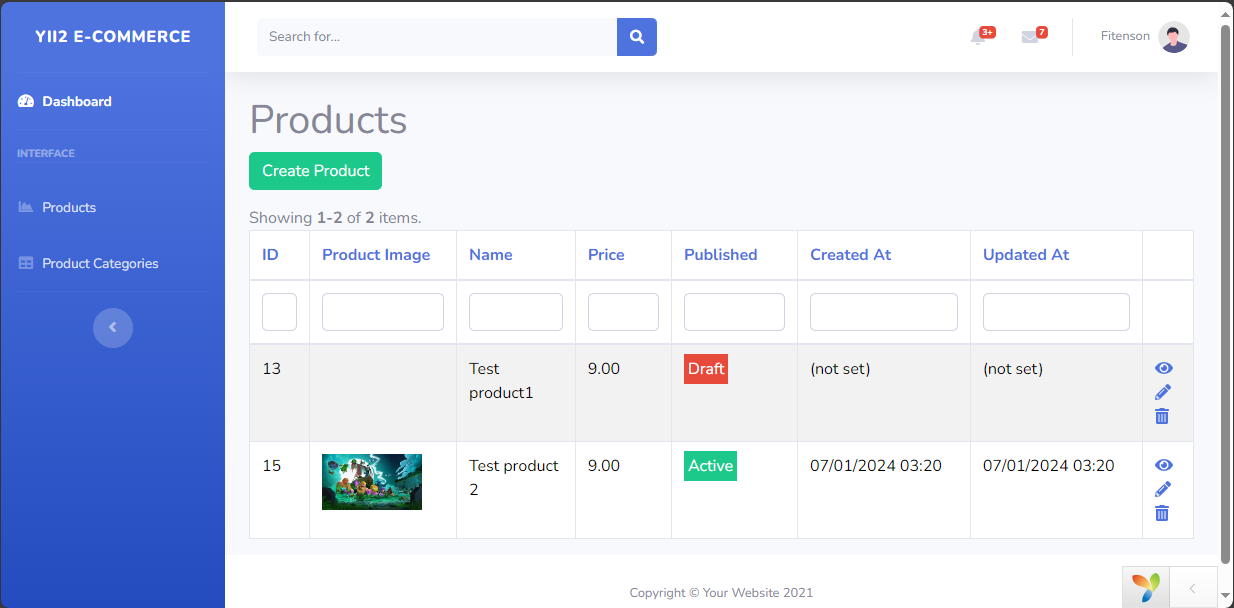 YII2 E-COMMERCE
Search for...
3+
7
Fitenson
Dashboard
INTERFACE
Products
Product Categories
Products
Create Product
Showing 1-2 of 2 items.
ID Product Image Name Price Published Created At Updated At
13 Test product1 9.00 Draft (not set) (not set)
15 Test product 2 9.00 Active 07/01/2024 03:20 07/01/2024 03:20
Copyright © Your Website 2021